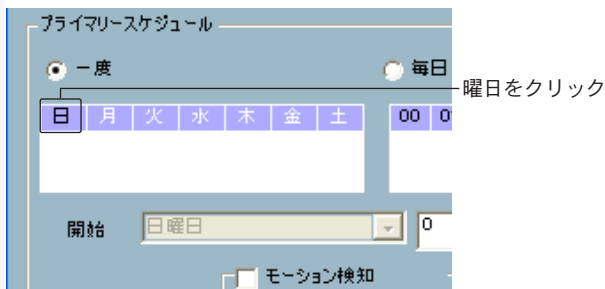 プライマリースケジュール
一度 毎日
曜日をクリック
日 月 火 水 木 金 土 00
開始 日曜日 0
モーション検知